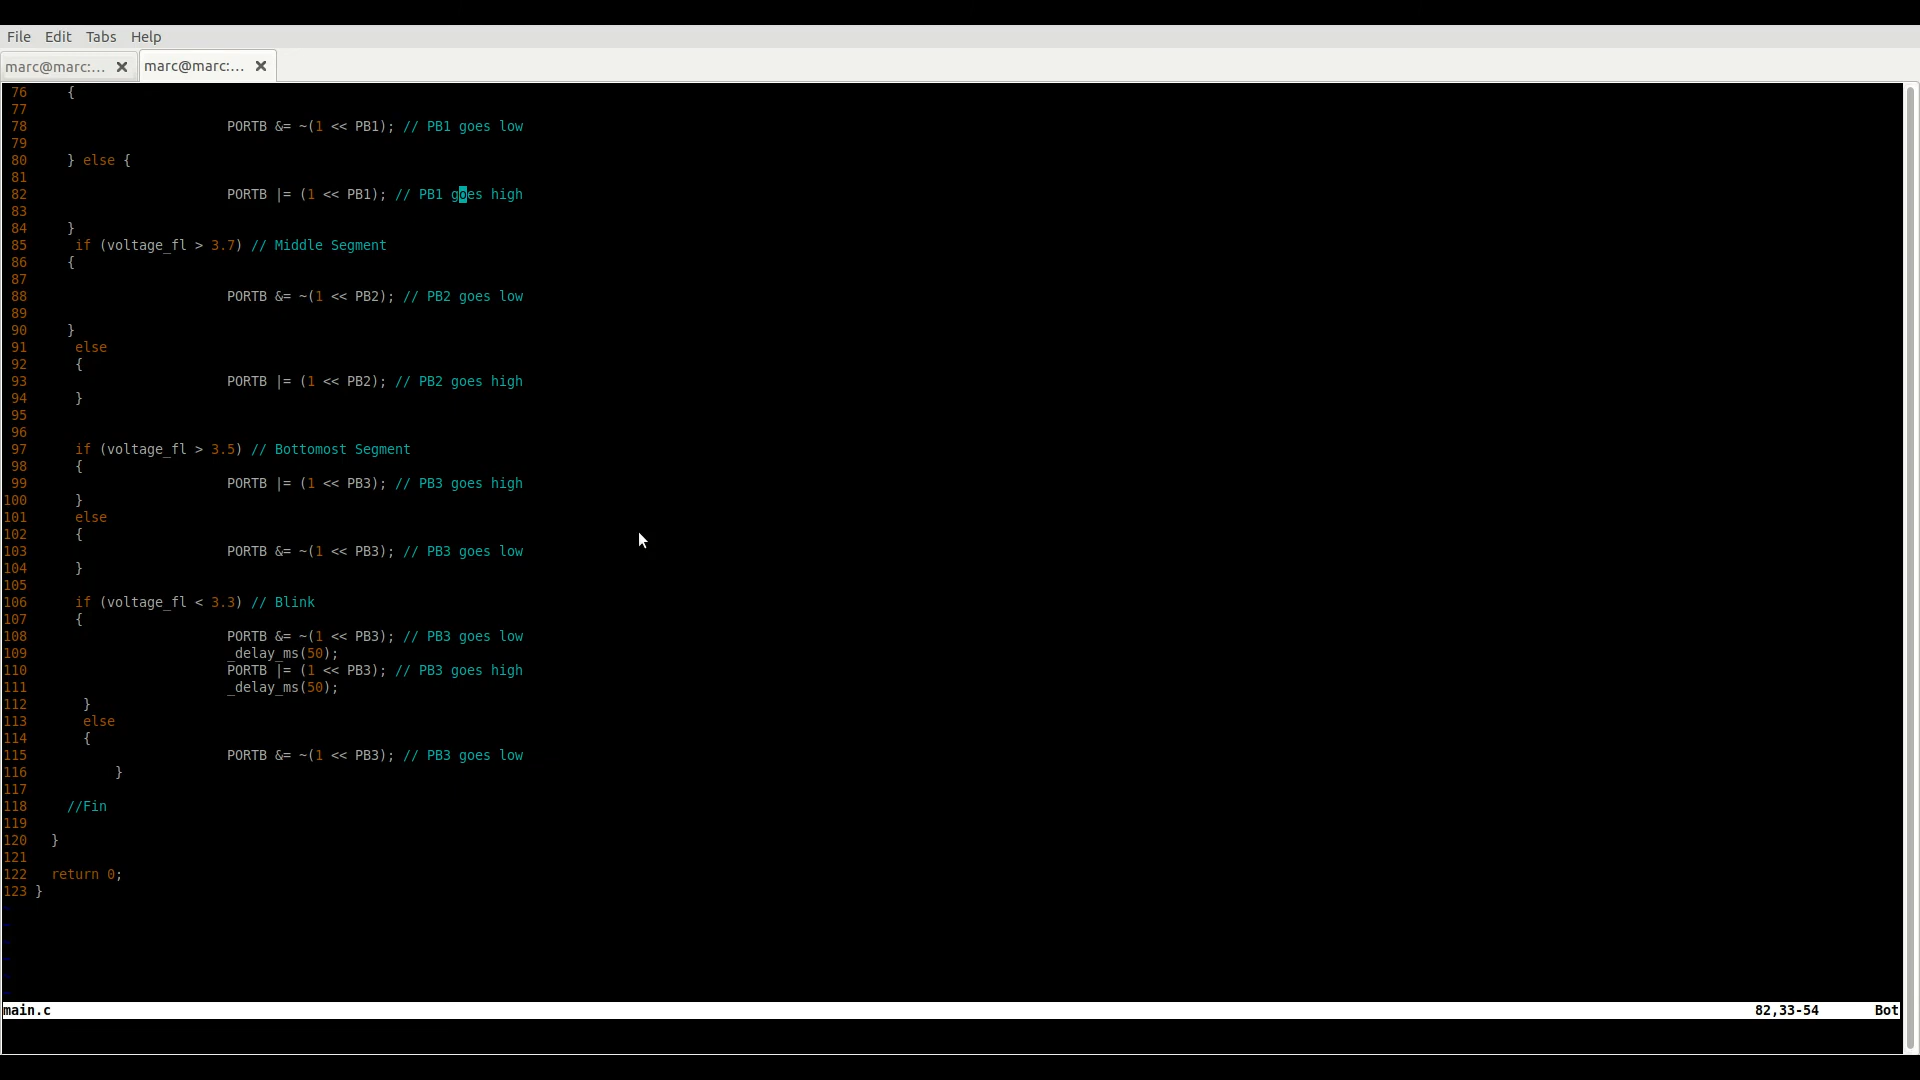 File Edit Tabs Help
marc@marc:... marc@marc:...
76 {
77
78 PORTB &= ~(1 << PB1); // PB1 goes low
79
80 } else {
81
82 PORTB |= (1 << PB1); // PB1 goes high
83
84 }
85 if (voltage_fl > 3.7) // Middle Segment
86 {
87
88 PORTB &= ~(1 << PB2); // PB2 goes low
89
90 }
91 else
92 {
93 PORTB |= (1 << PB2); // PB2 goes high
94 }
95
96
97 if (voltage_fl > 3.5) // Bottomost Segment
98 {
99 PORTB |= (1 << PB3); // PB3 goes high
100 }
101 else
102 {
103 PORTB &= ~(1 << PB3); // PB3 goes low
104 }
105
106 if (voltage_fl < 3.3) // Blink
107 {
108 PORTB &= ~(1 << PB3); // PB3 goes low
109 _delay_ms(50);
110 PORTB |= (1 << PB3); // PB3 goes high
111 _delay_ms(50);
112 }
113 else
114 {
115 PORTB &= ~(1 << PB3); // PB3 goes low
116 }
117
118 //Fin
119
120 }
121
122 return 0;
123 }
~
~
~
~
~
~
main.c 82,33-54 Bot